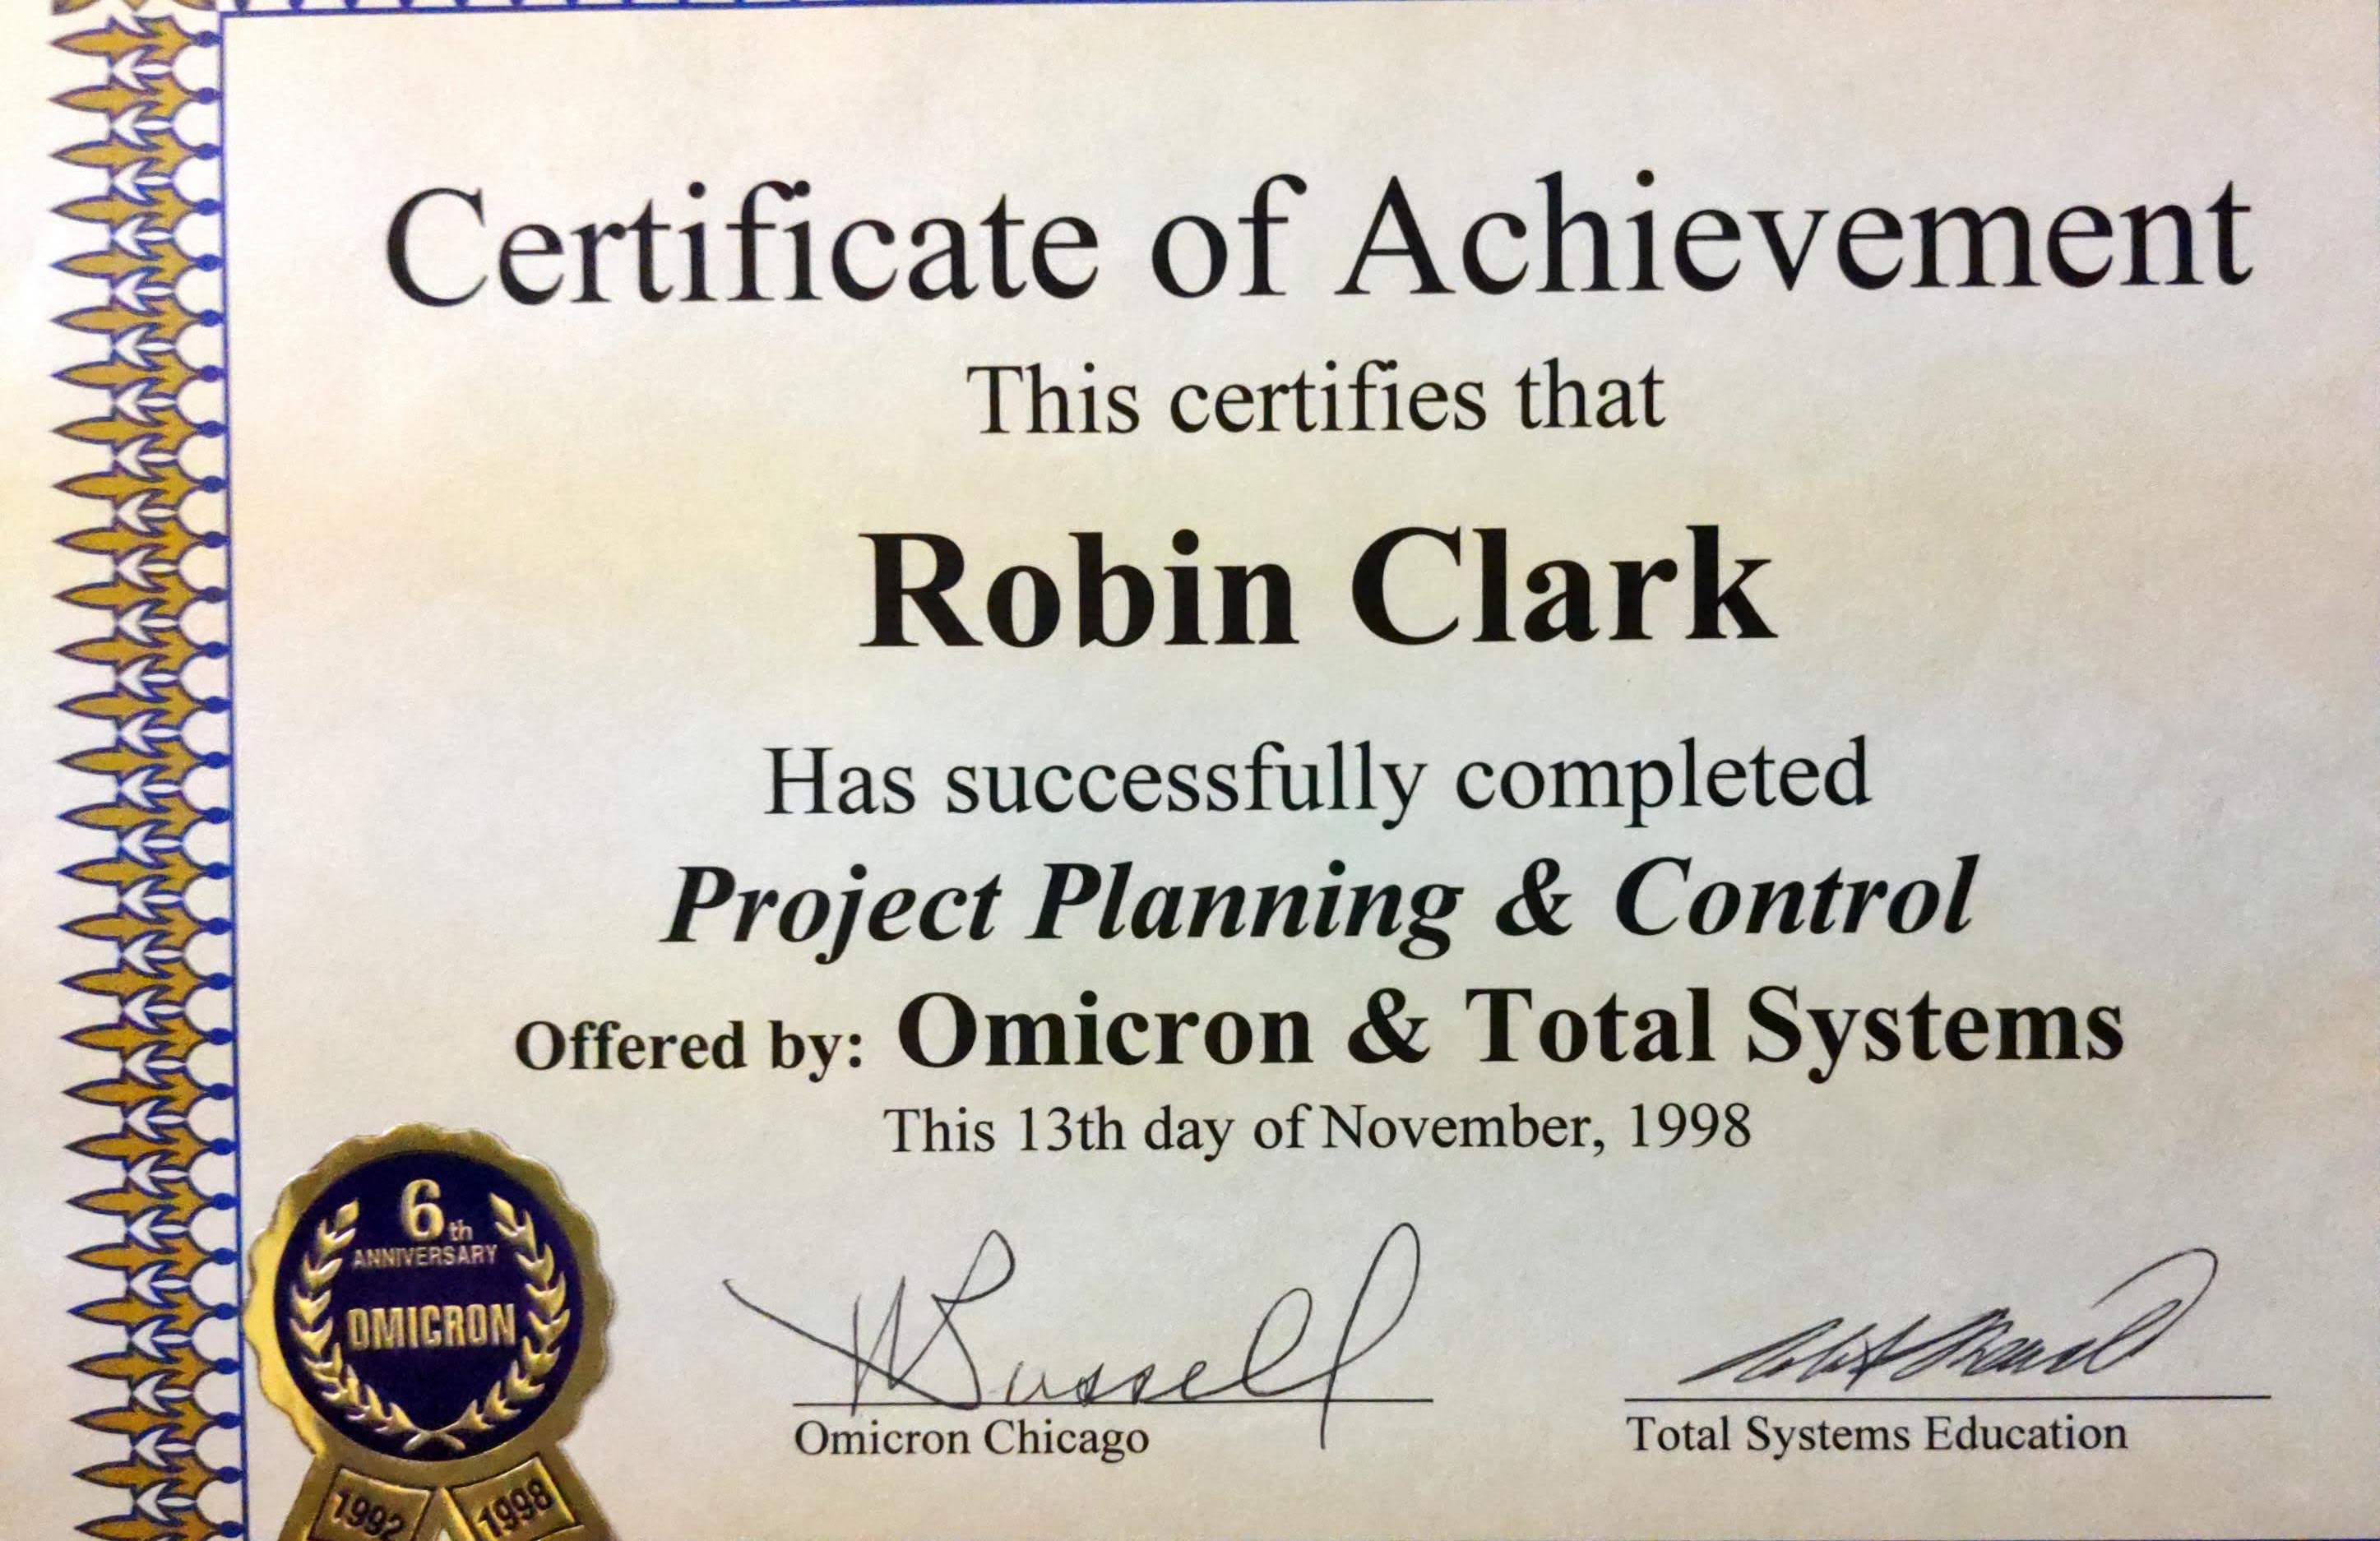 Certificate of Achievement
This certifies that
Robin Clark
Has successfully completed
Project Planning & Control
Offered by: Omicron & Total Systems
This 13th day of November, 1998
6th
ANNIVERSARY
OMICRON
1992 1998
Russell
Omicron Chicago
Total Systems Education